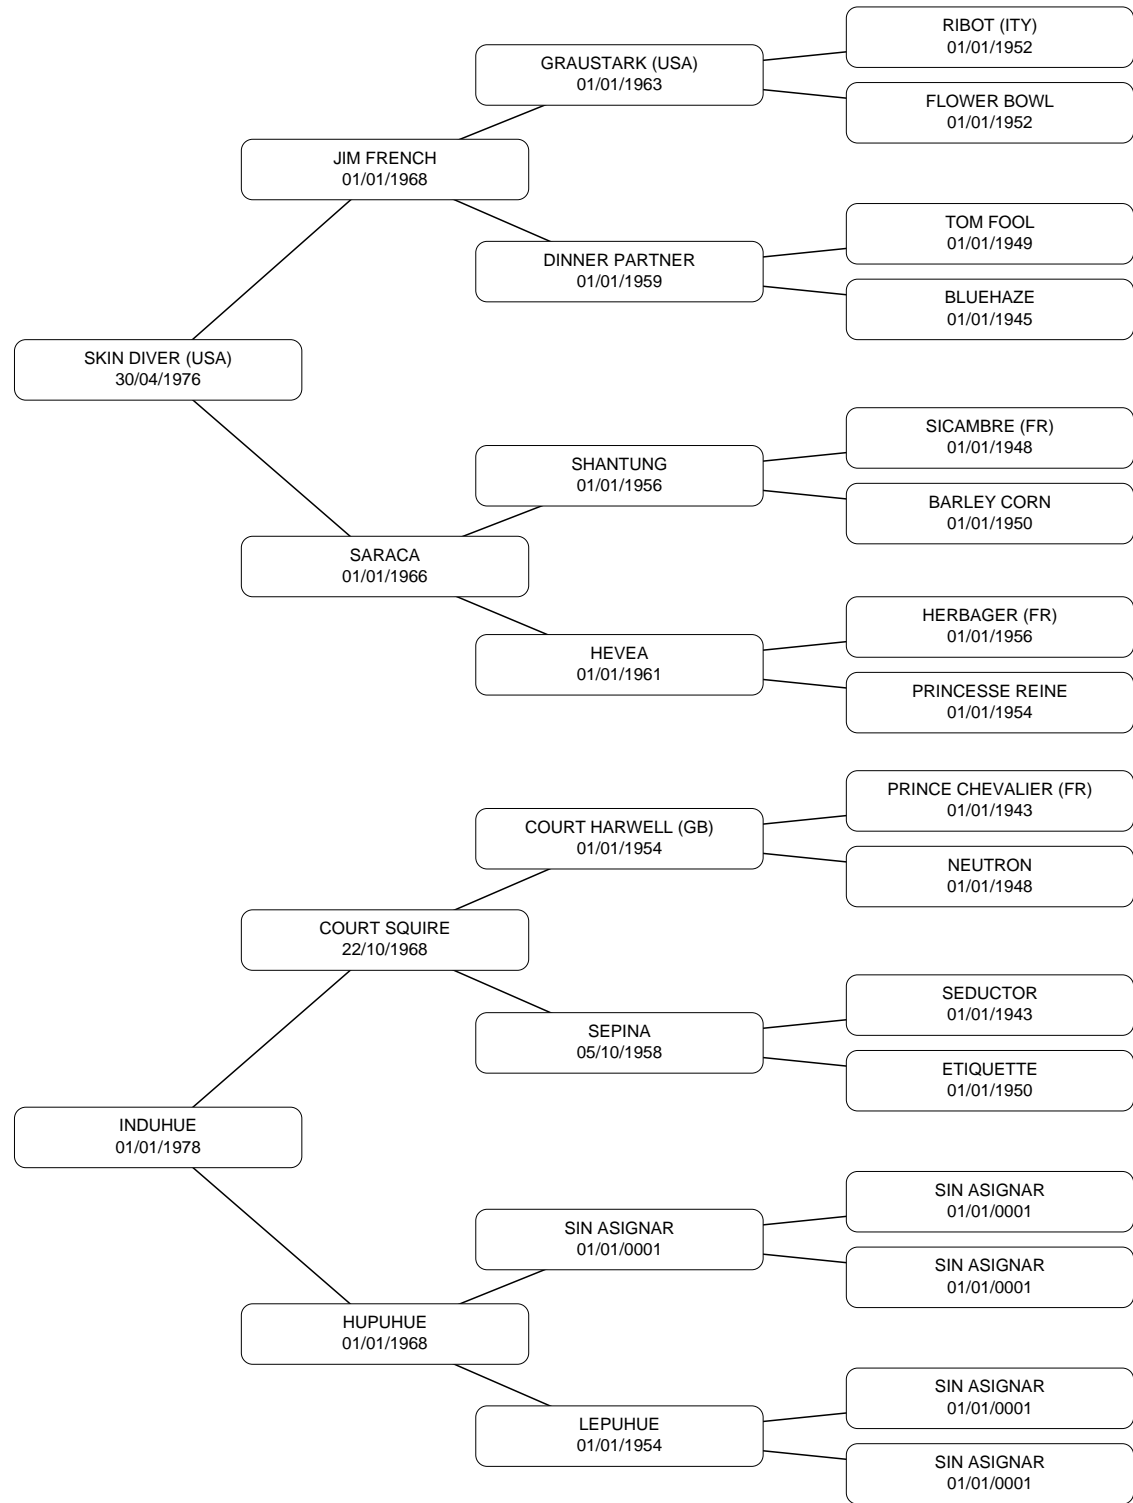 RIBOT (ITY)
01/01/1952
GRAUSTARK (USA)
01/01/1963
FLOWER BOWL
01/01/1952
JIM FRENCH
01/01/1968
TOM FOOL
01/01/1949
DINNER PARTNER
01/01/1959
BLUEHAZE
01/01/1945
SKIN DIVER (USA)
30/04/1976
SICAMBRE (FR)
01/01/1948
SHANTUNG
01/01/1956
BARLEY CORN
01/01/1950
SARACA
01/01/1966
HERBAGER (FR)
01/01/1956
HEVEA
01/01/1961
PRINCESSE REINE
01/01/1954
PRINCE CHEVALIER (FR)
01/01/1943
COURT HARWELL (GB)
01/01/1954
NEUTRON
01/01/1948
COURT SQUIRE
22/10/1968
SEDUCTOR
01/01/1943
SEPINA
05/10/1958
ETIQUETTE
01/01/1950
INDUHUE
01/01/1978
SIN ASIGNAR
01/01/0001
SIN ASIGNAR
01/01/0001
SIN ASIGNAR
01/01/0001
HUPUHUE
01/01/1968
SIN ASIGNAR
01/01/0001
LEPUHUE
01/01/1954
SIN ASIGNAR
01/01/0001